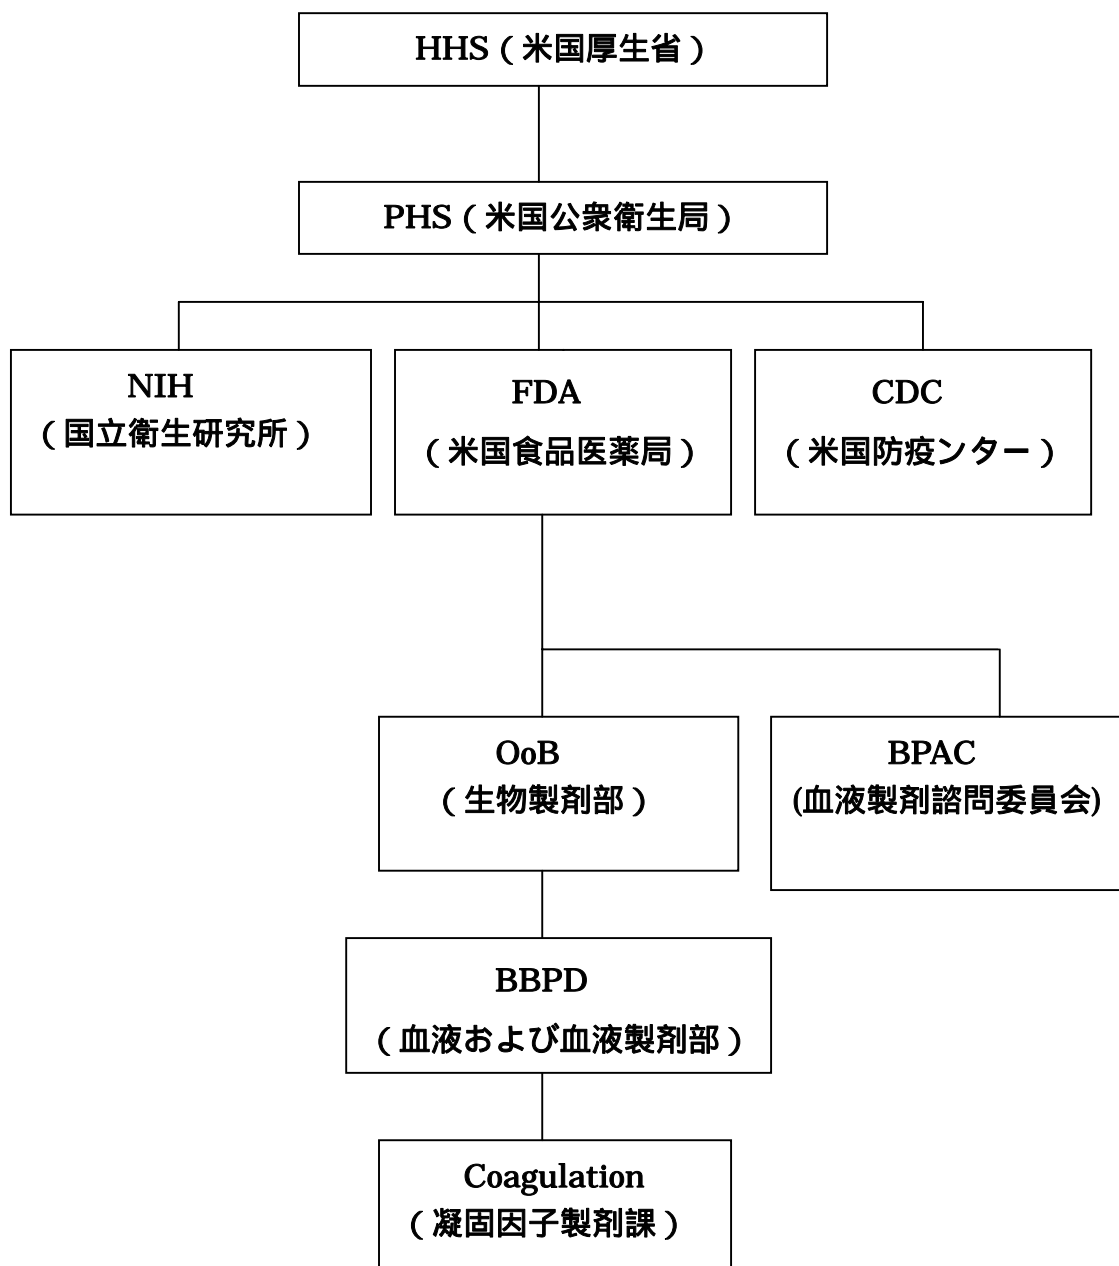 HHS（米国厚生省）
PHS（米国公衆衛生局）
NIH
（国立衛生研究所）
FDA
（米国食品医薬局）
CDC
（米国防疫ンター）
OoB
（生物製剤部）
BPAC
(血液製剤諮問委員会)
BBPD
（血液および血液製剤部）
Coagulation
（凝固因子製剤課）